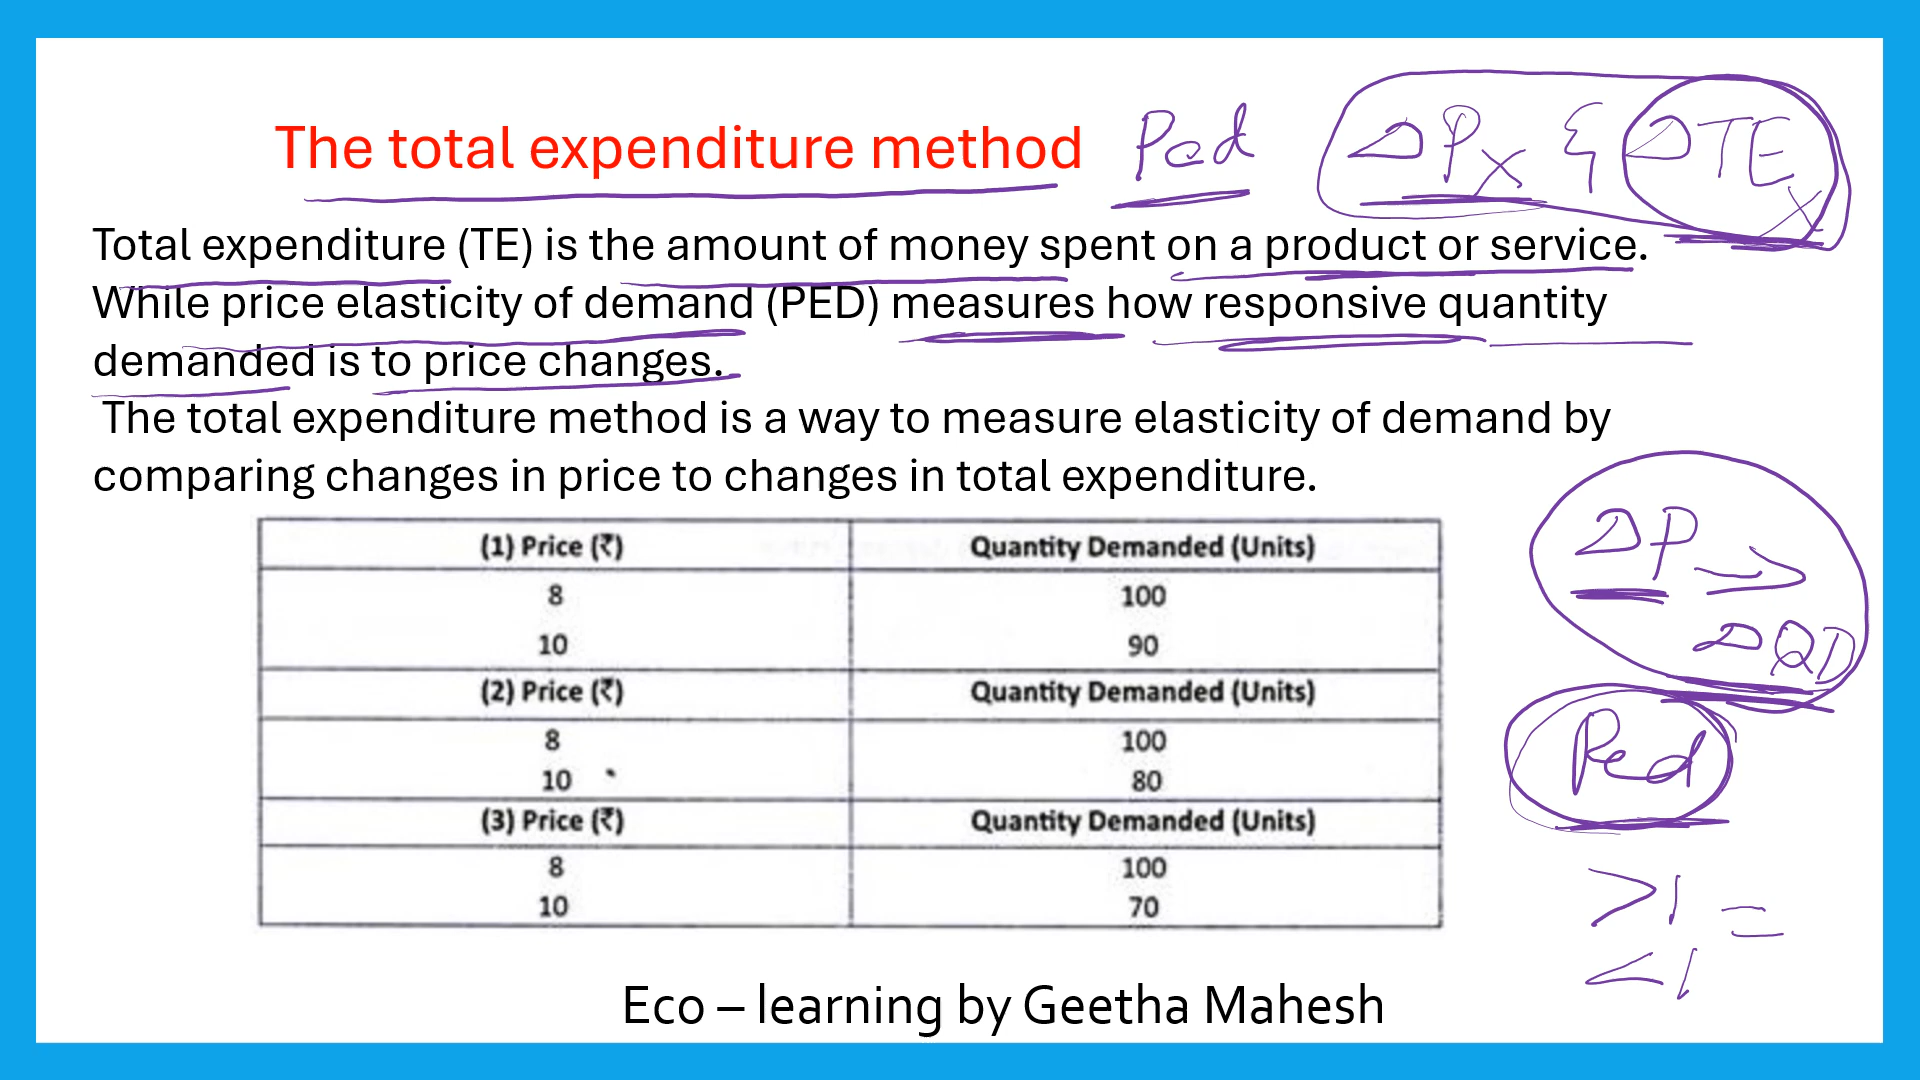 The total expenditure method Ped ΔPx & ΔTEx
Total expenditure (TE) is the amount of money spent on a product or service.
While price elasticity of demand (PED) measures how responsive quantity
demanded is to price changes.
The total expenditure method is a way to measure elasticity of demand by
comparing changes in price to changes in total expenditure.
ΔP →
ΔQD
Ped
>1 =
<1
(1) Price (₹) Quantity Demanded (Units)
8 100
10 90
(2) Price (₹) Quantity Demanded (Units)
8 100
10 80
(3) Price (₹) Quantity Demanded (Units)
8 100
10 70
Eco – learning by Geetha Mahesh